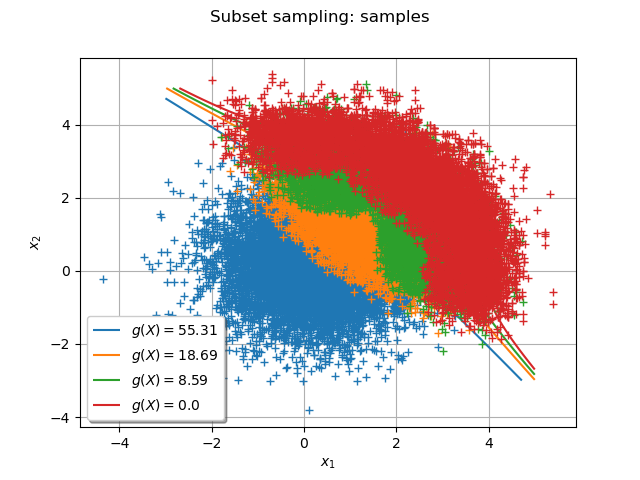 Subset sampling: samples
x₂
4
2
0
−2
−4
g(X) = 55.31
g(X) = 18.69
g(X) = 8.59
g(X) = 0.0
−4 −2 0 2 4
x₁